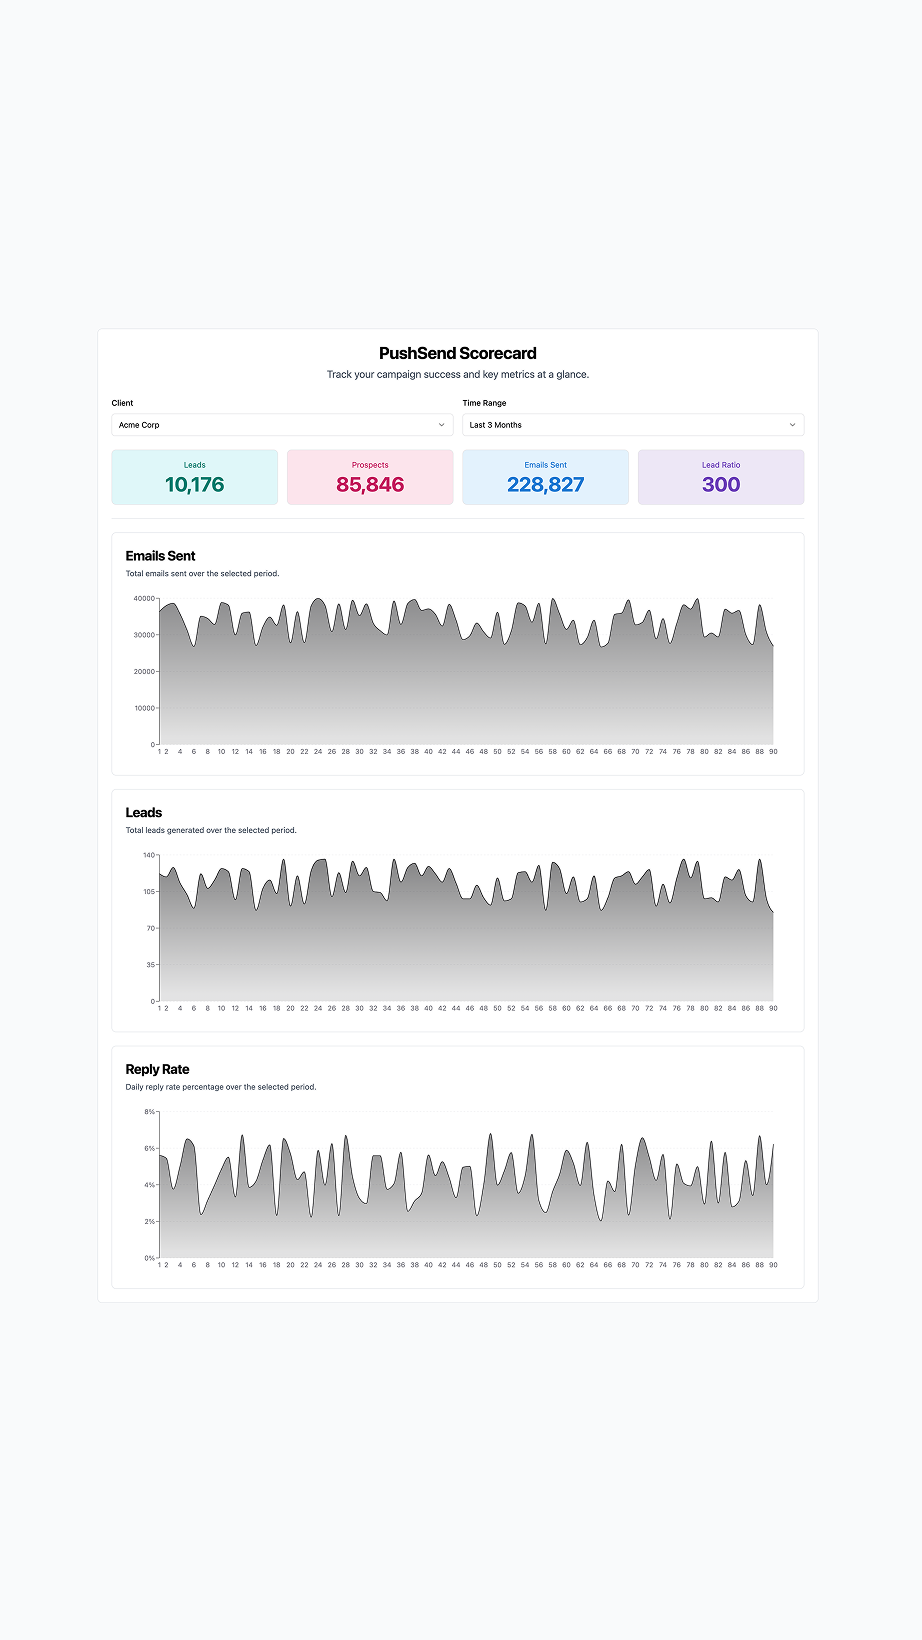 PushSend Scorecard
Track your campaign success and key metrics at a glance.
Client
Time Range
Acme Corp
Last 3 Months
Leads
10,176
Prospects
85,846
Emails Sent
228,827
Lead Ratio
300
Emails Sent
Total emails sent over the selected period.
40000
30000
20000
10000
0
1 2 4 6 8 10 12 14 16 18 20 22 24 26 28 30 32 34 36 38 40 42 44 46 48 50 52 54 56 58 60 62 64 66 68 70 72 74 76 78 80 82 84 86 88 90
Leads
Total leads generated over the selected period.
140
105
70
35
0
1 2 4 6 8 10 12 14 16 18 20 22 24 26 28 30 32 34 36 38 40 42 44 46 48 50 52 54 56 58 60 62 64 66 68 70 72 74 76 78 80 82 84 86 88 90
Reply Rate
Daily reply rate percentage over the selected period.
8%
6%
4%
2%
0%
1 2 4 6 8 10 12 14 16 18 20 22 24 26 28 30 32 34 36 38 40 42 44 46 48 50 52 54 56 58 60 62 64 66 68 70 72 74 76 78 80 82 84 86 88 90